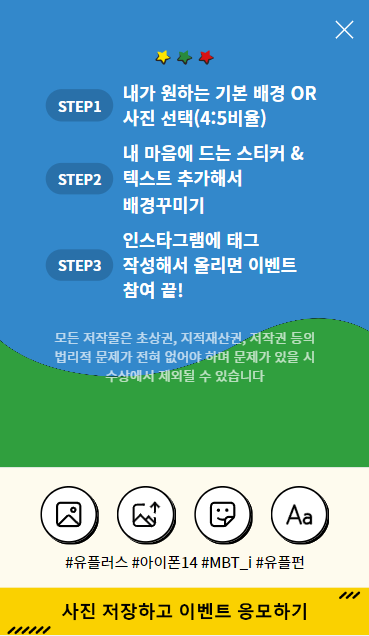 STEP1
내가 원하는 기본 배경 OR
사진 선택(4:5비율)
STEP2
내 마음에 드는 스티커 &
텍스트 추가해서
배경꾸미기
STEP3
인스타그램에 태그
작성해서 올리면 이벤트
참여 끝!
모든 저작물은 초상권, 지적재산권, 저작권 등의
법리적 문제가 전혀 없어야 하며 문제가 있을 시
수상에서 제외될 수 있습니다
Aa
#유플러스 #아이폰14 #MBT_i #유플펀
사진 저장하고 이벤트 응모하기